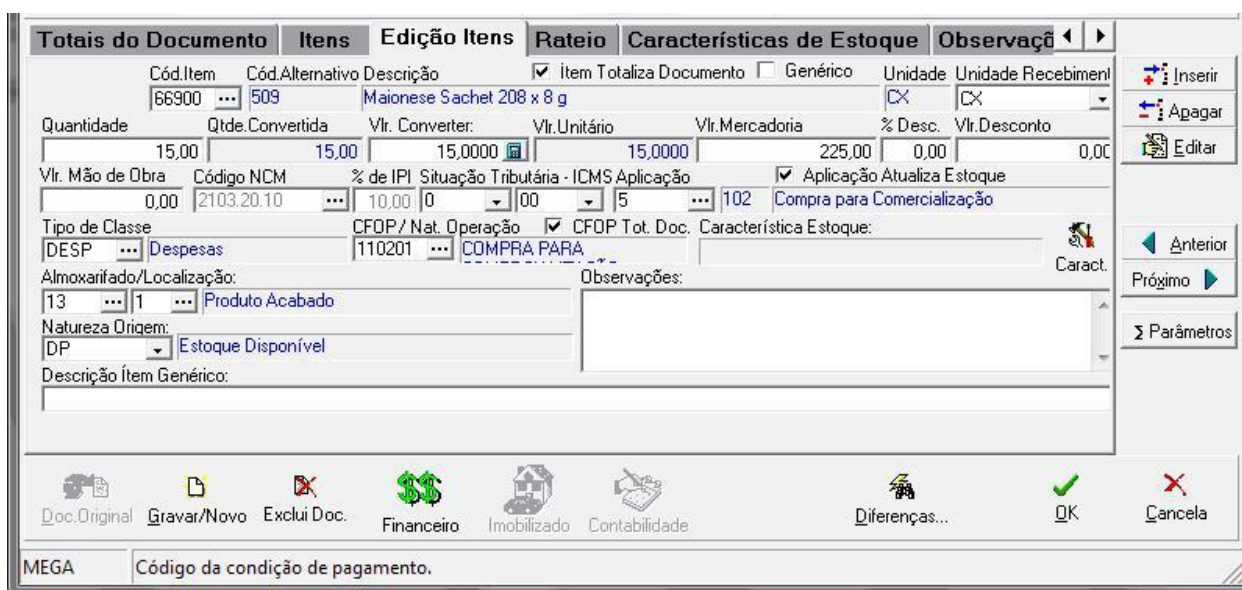 Totais do Documento Itens Edição Itens Rateio Características de Estoque Observaçõ
Cód.Item Cód.Alternativo Descrição Ítem Totaliza Documento Genérico Unidade Unidade Recebiment
66900 ... 509 Maionese Sachet 208 x 8 g CX CX
Quantidade Qtde.Convertida Vlr. Converter: Vlr.Unitário Vlr.Mercadoria % Desc. Vlr.Desconto
15,00 15,00 15,0000 15,0000 225,00 0,00 0,00
Vlr. Mão de Obra Código NCM % de IPI Situação Tributária - ICMS Aplicação Aplicação Atualiza Estoque
0,00 2103.20.10 ... 10,00 0 00 5 ... 102 Compra para Comercialização
Tipo de Classe CFOP/ Nat. Operação CFOP Tot. Doc. Característica Estoque:
DESP ... Despesas 110201 ... COMPRA PARA
Caract.
Almoxarifado/Localização: Observações:
13 ... 1 ... Produto Acabado
Natureza Origem:
DP Estoque Disponível
Descrição Ítem Genérico:
Inserir
Apagar
Editar
Anterior
Próximo
Σ Parâmetros
Doc.Original Gravar/Novo Exclui Doc. Financeiro Imobilizado Contabilidade Diferenças... OK Cancela
MEGA Código da condição de pagamento.